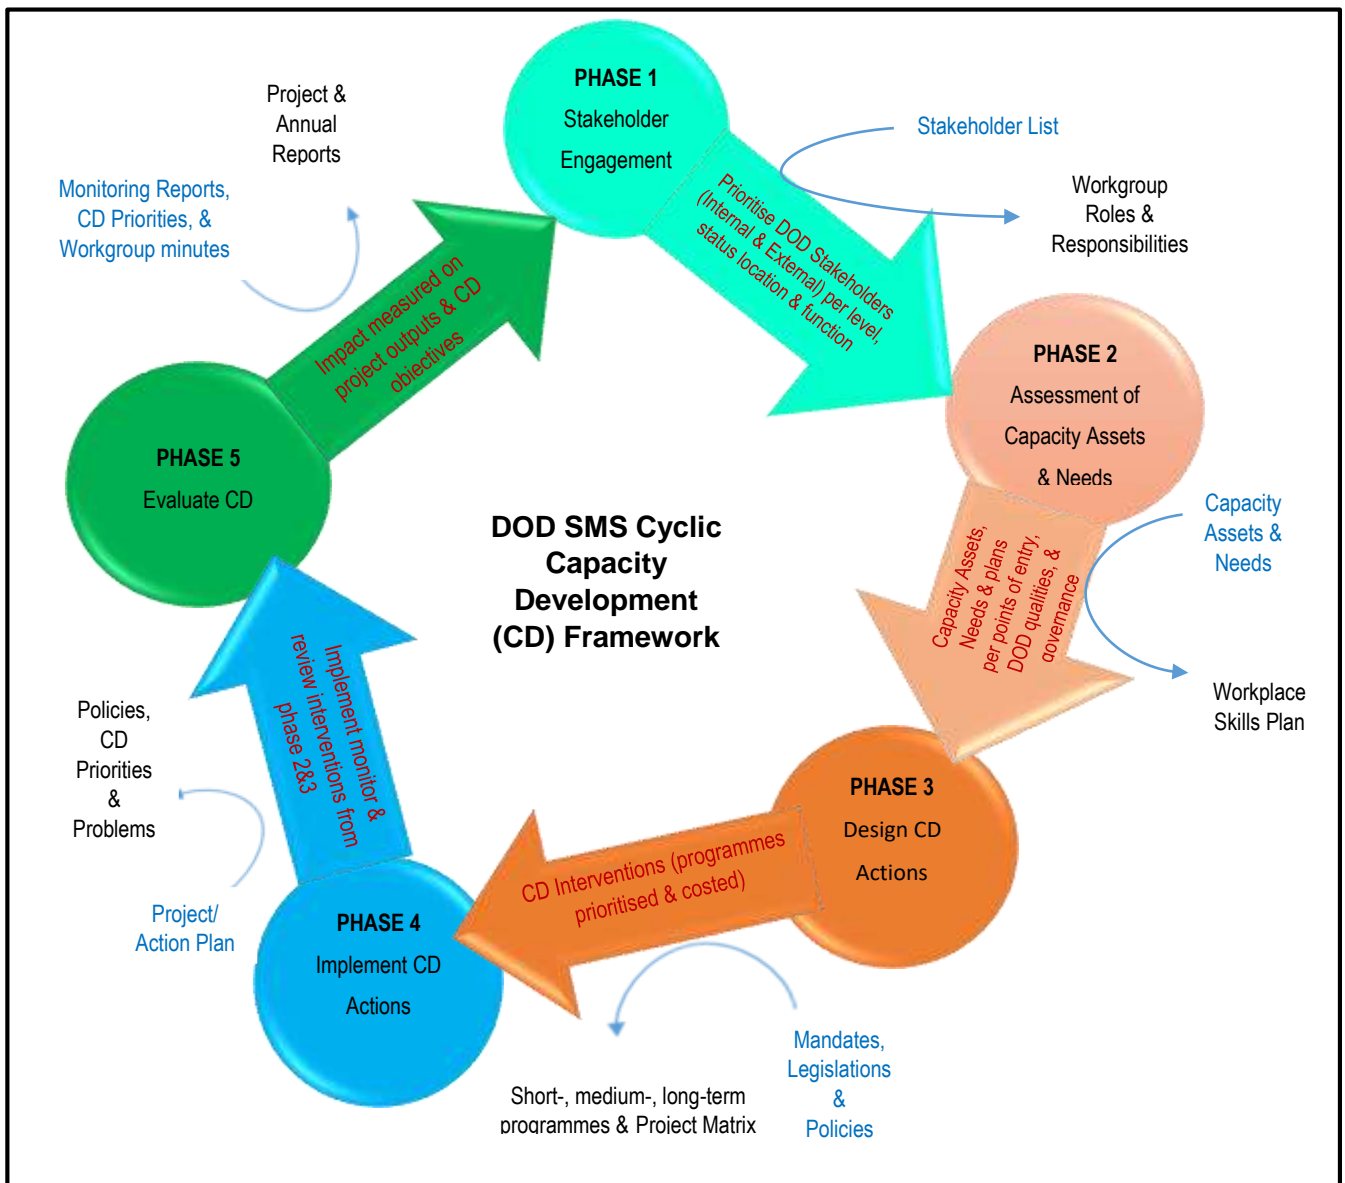 PHASE 1
Stakeholder
Engagement
Prioritise DOD Stakeholders
(Internal & External) per level,
status location & function
Stakeholder List
Workgroup
Roles &
Responsibilities
PHASE 2
Assessment of
Capacity Assets
& Needs
Capacity Assets,
Needs & plans
per points of entry,
DOD qualities, &
governance
Capacity
Assets &
Needs
Workplace
Skills Plan
PHASE 3
Design CD
Actions
CD Interventions (programmes
prioritised & costed)
Mandates,
Legislations
&
Policies
Short-, medium-, long-term
programmes & Project Matrix
PHASE 4
Implement CD
Actions
Implement monitor &
review interventions from
phase 2&3
Project/
Action Plan
Policies,
CD
Priorities
&
Problems
PHASE 5
Evaluate CD
Impact measured on
project outputs & CD
objectives
Monitoring Reports,
CD Priorities, &
Workgroup minutes
Project &
Annual
Reports
DOD SMS Cyclic
Capacity
Development
(CD) Framework